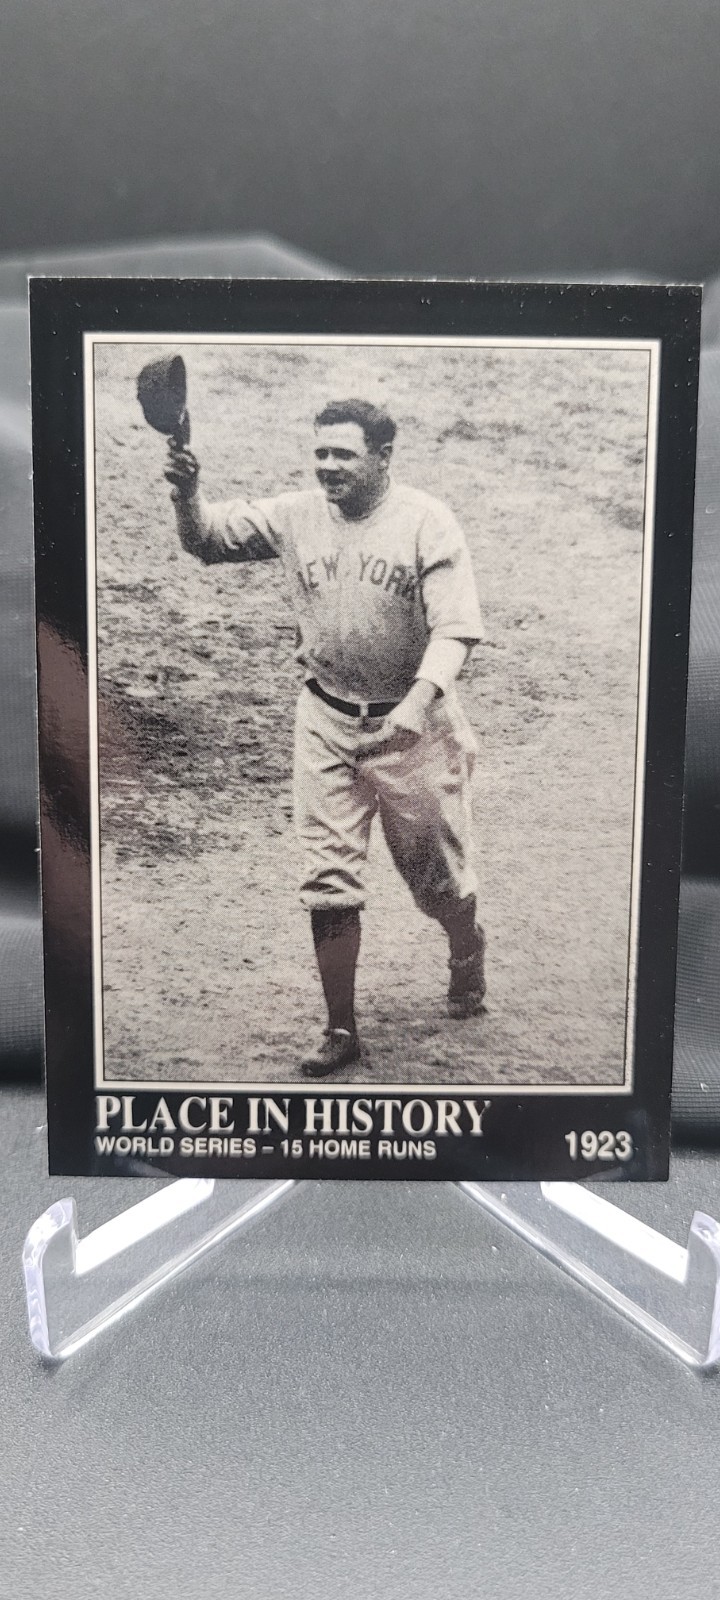 NEW YORK
PLACE IN HISTORY
WORLD SERIES – 15 HOME RUNS
1923